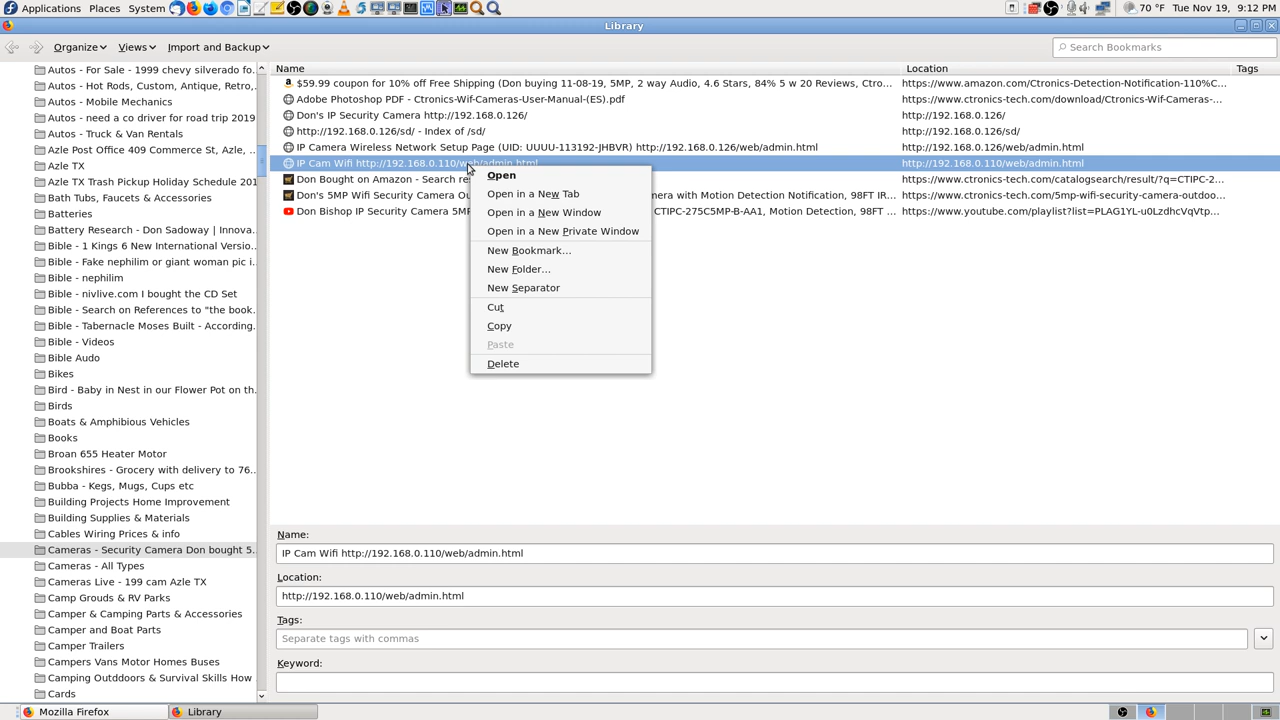 Applications Places System 70 °F Tue Nov 19, 9:12 PM
Library
Organize Views Import and Backup Search Bookmarks
Autos - For Sale - 1999 chevy silverado fo…
Autos - Hot Rods, Custom, Antique, Retro,…
Autos - Mobile Mechanics
Autos - need a co driver for road trip 2019
Autos - Truck & Van Rentals
Azle Post Office 409 Commerce St, Azle, …
Azle TX
Azle TX Trash Pickup Holiday Schedule 201
Bath Tubs, Faucets & Accessories
Batteries
Battery Research - Don Sadoway | Innova…
Bible - 1 Kings 6 New International Versio…
Bible - Fake nephilim or giant woman pic i…
Bible - nephilim
Bible - nivlive.com I bought the CD Set
Bible - Search on References to "the book…
Bible - Tabernacle Moses Built - According…
Bible - Videos
Bible Audo
Bikes
Bird - Baby in Nest in our Flower Pot on th…
Birds
Boats & Amphibious Vehicles
Books
Broan 655 Heater Motor
Brookshires - Grocery with delivery to 76…
Bubba - Kegs, Mugs, Cups etc
Building Projects Home Improvement
Building Supplies & Materials
Cables Wiring Prices & info
Cameras - Security Camera Don bought 5…
Cameras - All Types
Cameras Live - 199 cam Azle TX
Camp Grouds & RV Parks
Camper & Camping Parts & Accessories
Camper and Boat Parts
Camper Trailers
Campers Vans Motor Homes Buses
Camping Outddoors & Survival Skills How
Cards
Name Location Tags
$59.99 coupon for 10% off Free Shipping (Don buying 11-08-19, 5MP, 2 way Audio, 4.6 Stars, 84% 5 w 20 Reviews, Ctro… https://www.amazon.com/Ctronics-Detection-Notification-110%C…
Adobe Photoshop PDF - Ctronics-Wif-Cameras-User-Manual-(ES).pdf https://www.ctronics-tech.com/download/Ctronics-Wif-Cameras-…
Don's IP Security Camera http://192.168.0.126/ http://192.168.0.126/
http://192.168.0.126/sd/ - Index of /sd/ http://192.168.0.126/sd/
IP Camera Wireless Network Setup Page (UID: UUUU-113192-JHBVR) http://192.168.0.126/web/admin.html http://192.168.0.126/web/admin.html
IP Cam Wifi http://192.168.0.110/web/admin.html http://192.168.0.110/web/admin.html
Don Bought on Amazon - Search re https://www.ctronics-tech.com/catalogsearch/result/?q=CTIPC-2…
Don's 5MP Wifi Security Camera Ou mera with Motion Detection Notification, 98FT IR… https://www.ctronics-tech.com/5mp-wifi-security-camera-outdoo…
Don Bishop IP Security Camera 5MP CTIPC-275C5MP-B-AA1, Motion Detection, 98FT … https://www.youtube.com/playlist?list=PLAG1YL-u0LzdhcVqVtp…
Open
Open in a New Tab
Open in a New Window
Open in a New Private Window
New Bookmark…
New Folder…
New Separator
Cut
Copy
Paste
Delete
Name:
IP Cam Wifi http://192.168.0.110/web/admin.html
Location:
http://192.168.0.110/web/admin.html
Tags:
Separate tags with commas
Keyword:
Mozilla Firefox Library